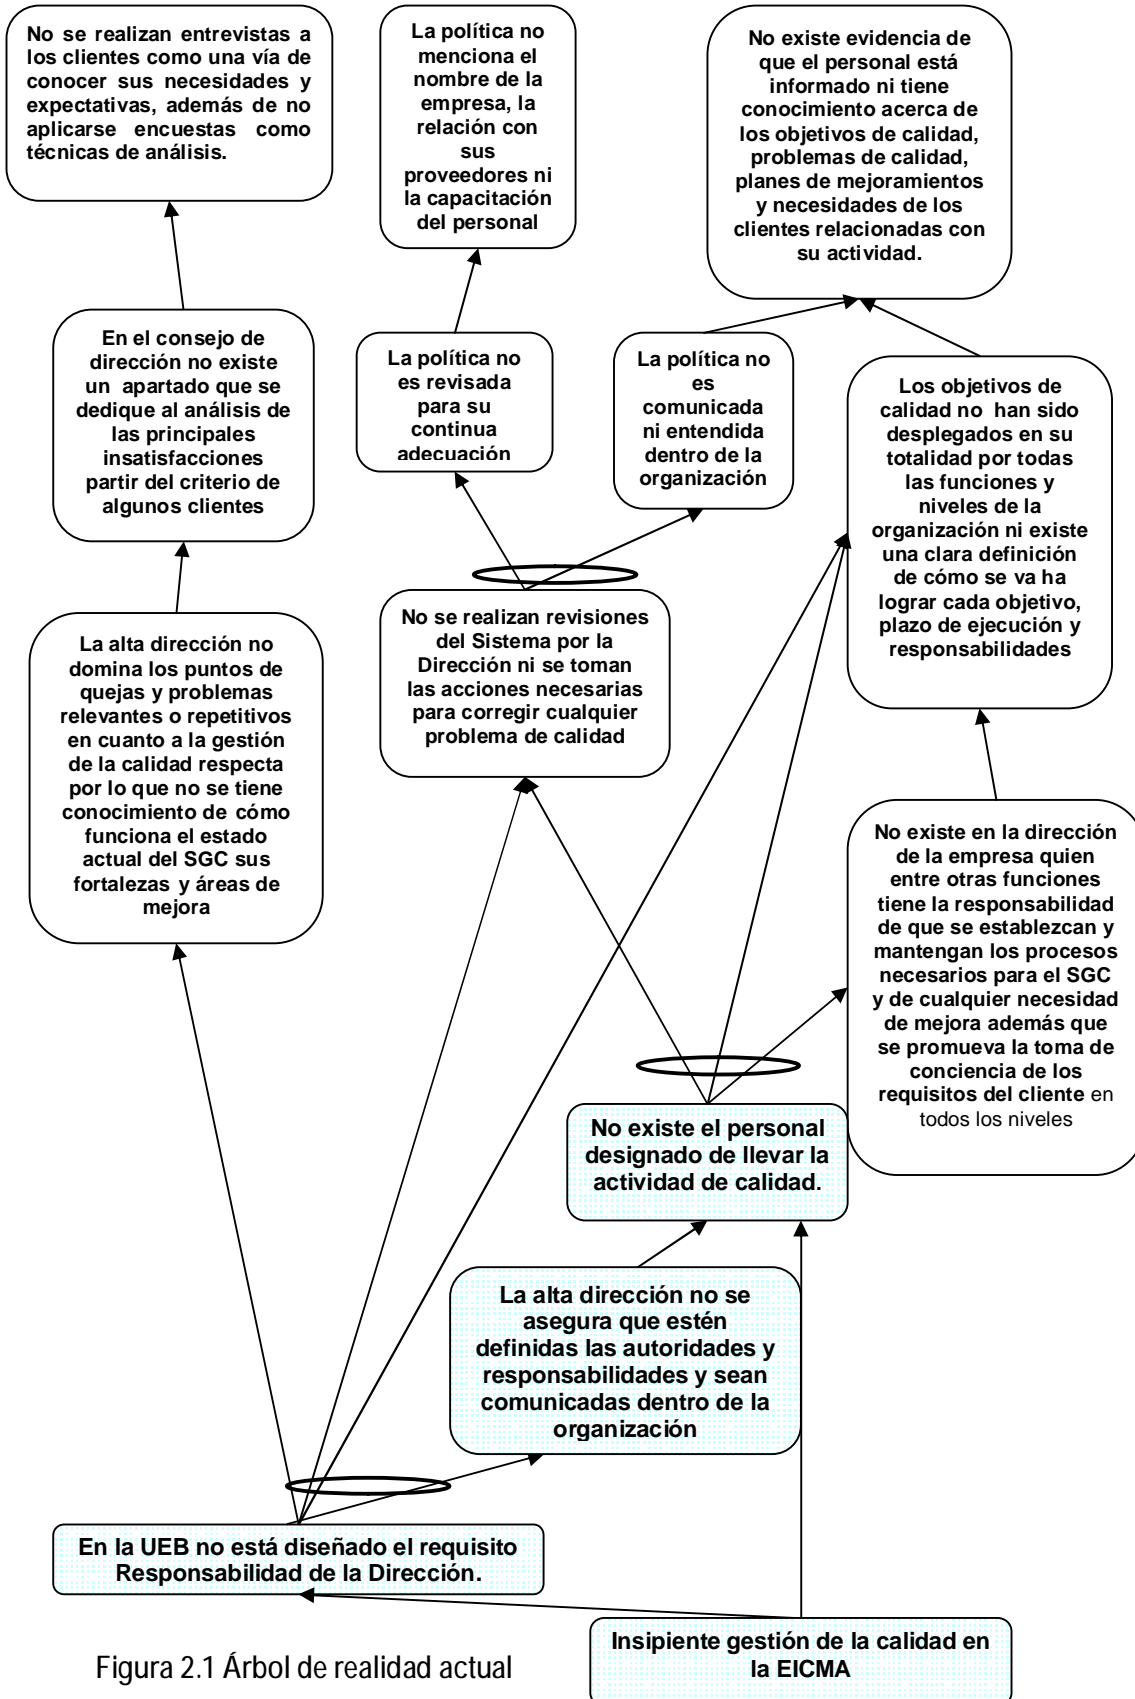 No se realizan entrevistas a
los clientes como una vía de
conocer sus necesidades y
expectativas, además de no
aplicarse encuestas como
técnicas de análisis.
La política no
menciona el
nombre de la
empresa, la
relación con
sus
proveedores ni
la capacitación
del personal
No existe evidencia de
que el personal está
informado ni tiene
conocimiento acerca de
los objetivos de calidad,
problemas de calidad,
planes de mejoramientos
y necesidades de los
clientes relacionadas con
su actividad.
En el consejo de
dirección no existe
un apartado que se
dedique al análisis de
las principales
insatisfacciones
partir del criterio de
algunos clientes
La política no
es revisada
para su
continua
adecuación
La política no
es
comunicada
ni entendida
dentro de la
organización
Los objetivos de
calidad no han sido
desplegados en su
totalidad por todas
las funciones y
niveles de la
organización ni existe
una clara definición
de cómo se va ha
lograr cada objetivo,
plazo de ejecución y
responsabilidades
La alta dirección no
domina los puntos de
quejas y problemas
relevantes o repetitivos
en cuanto a la gestión
de la calidad respecta
por lo que no se tiene
conocimiento de cómo
funciona el estado
actual del SGC sus
fortalezas y áreas de
mejora
No se realizan revisiones
del Sistema por la
Dirección ni se toman
las acciones necesarias
para corregir cualquier
problema de calidad
No existe en la dirección
de la empresa quien
entre otras funciones
tiene la responsabilidad
de que se establezcan y
mantengan los procesos
necesarios para el SGC
y de cualquier necesidad
de mejora además que
se promueva la toma de
conciencia de los
requisitos del cliente en
todos los niveles
No existe el personal
designado de llevar la
actividad de calidad.
La alta dirección no se
asegura que estén
definidas las autoridades y
responsabilidades y sean
comunicadas dentro de la
organización
En la UEB no está diseñado el requisito
Responsabilidad de la Dirección.
Insipiente gestión de la calidad en
la EICMA
Figura 2.1 Árbol de realidad actual